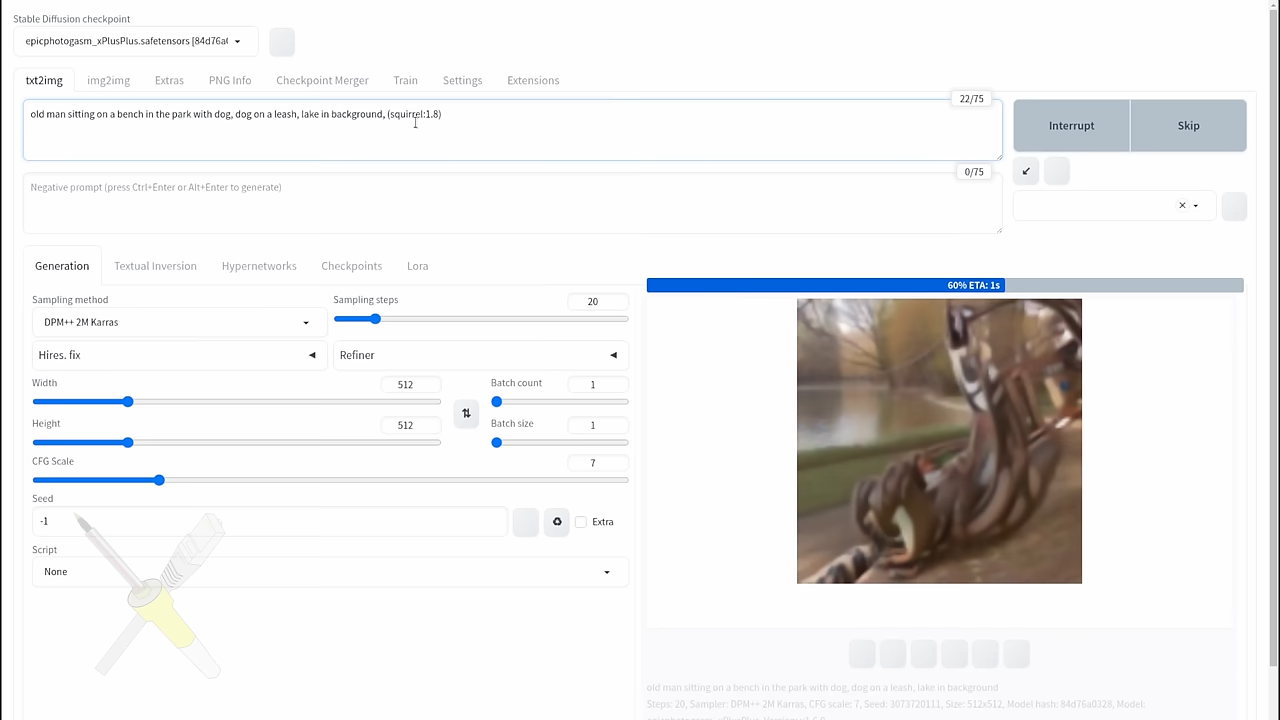 Stable Diffusion checkpoint
epicphotogasm_xPlusPlus.safetensors [84d76a0
txt2img img2img Extras PNG Info Checkpoint Merger Train Settings Extensions
22/75
old man sitting on a bench in the park with dog, dog on a leash, lake in background, (squirrel:1.8)
Interrupt Skip
0/75
Negative prompt (press Ctrl+Enter or Alt+Enter to generate)
Generation Textual Inversion Hypernetworks Checkpoints Lora
60% ETA: 1s
Sampling method
DPM++ 2M Karras
Sampling steps 20
Hires. fix
Refiner
Width 512
Batch count 1
Height 512
Batch size 1
CFG Scale 7
Seed
-1
Extra
Script
None
old man sitting on a bench in the park with dog, dog on a leash, lake in background
Steps: 20, Sampler: DPM++ 2M Karras, CFG scale: 7, Seed: 3073720111, Size: 512x512, Model hash: 84d76a0328, Model: